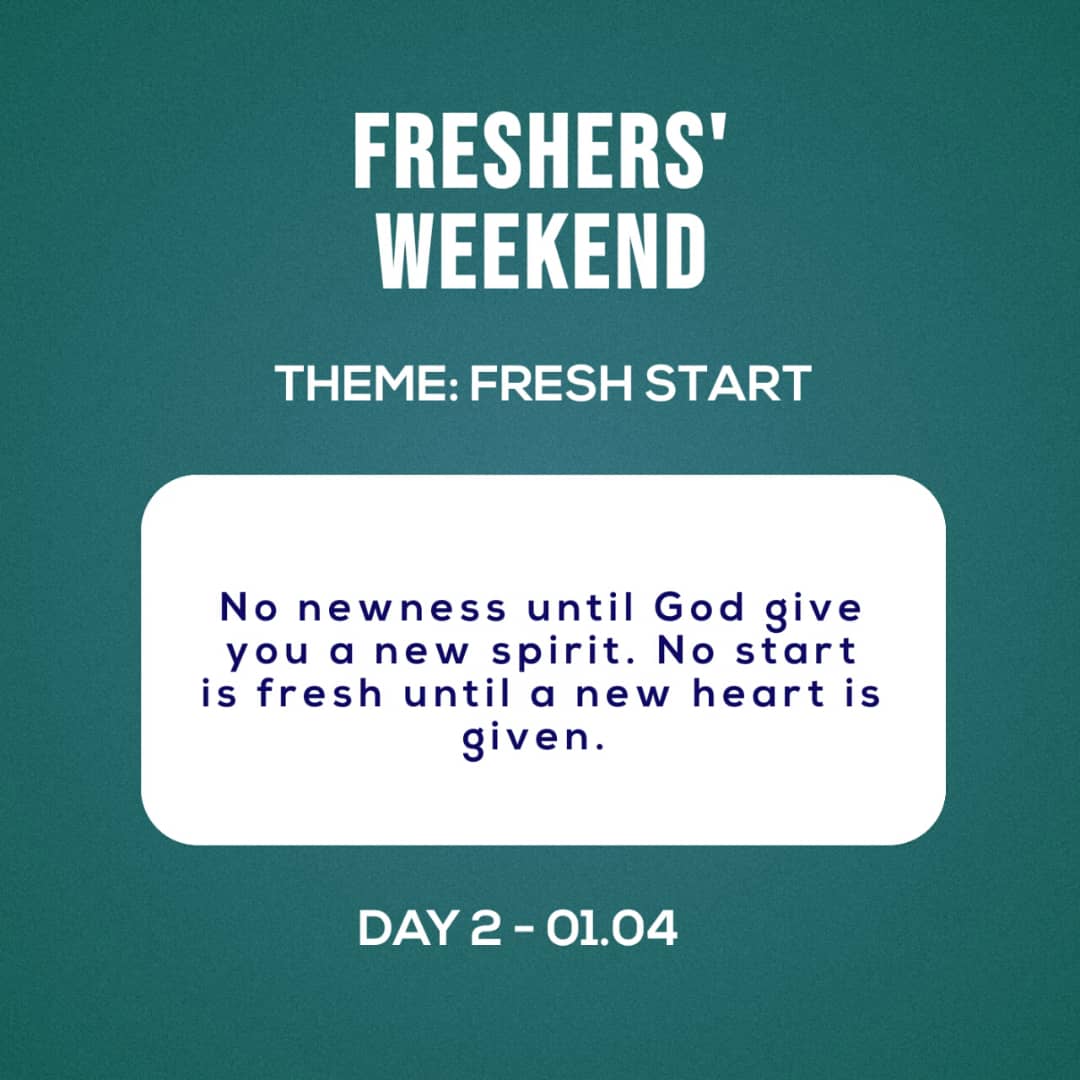 FRESHERS'
WEEKEND
THEME: FRESH START
No newness until God give
you a new spirit. No start
is fresh until a new heart is
given.
DAY 2 - 01.04